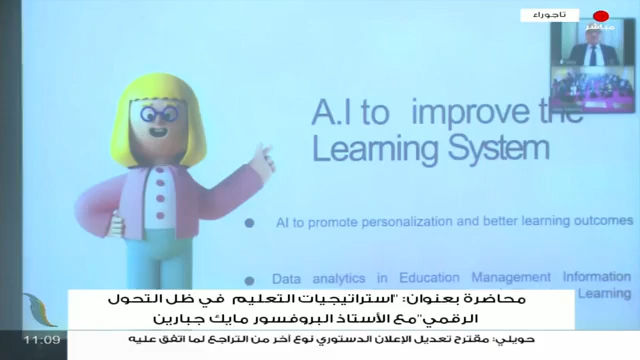 تاجوراء
مباشر
A.I to improve the
Learning System
AI to promote personalization and better learning outcomes
Data analytics in Education Management Information
Learning
محاضرة بعنوان: "استراتيجيات التعليم في ظل التحول
الرقمي" مع الأستاذ البروفسور مايك جبارين
11:09
حويلي: مقترح تعديل الإعلان الدستوري نوع آخر من التراجع لما اتفق عليه